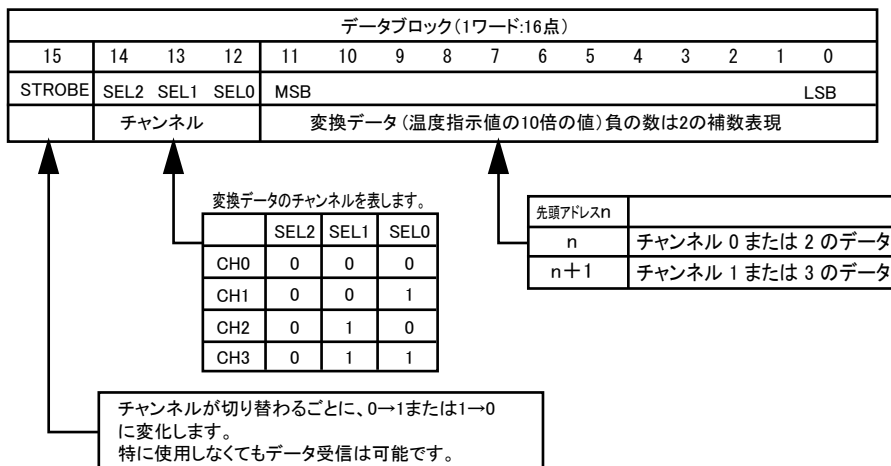 データブロック(1ワード:16点)
15 14 13 12 11 10 9 8 7 6 5 4 3 2 1 0
STROBE SEL2 SEL1 SEL0 MSB LSB
チャンネル 変換データ(温度指示値の10倍の値)負の数は2の補数表現
変換データのチャンネルを表します。
SEL2 SEL1 SEL0
CH0 0 0 0
CH1 0 0 1
CH2 0 1 0
CH3 0 1 1
先頭アドレスn
n チャンネル 0 または 2 のデータ
n+1 チャンネル 1 または 3 のデータ
チャンネルが切り替わるごとに、0→1または1→0
に変化します。
特に使用しなくてもデータ受信は可能です。